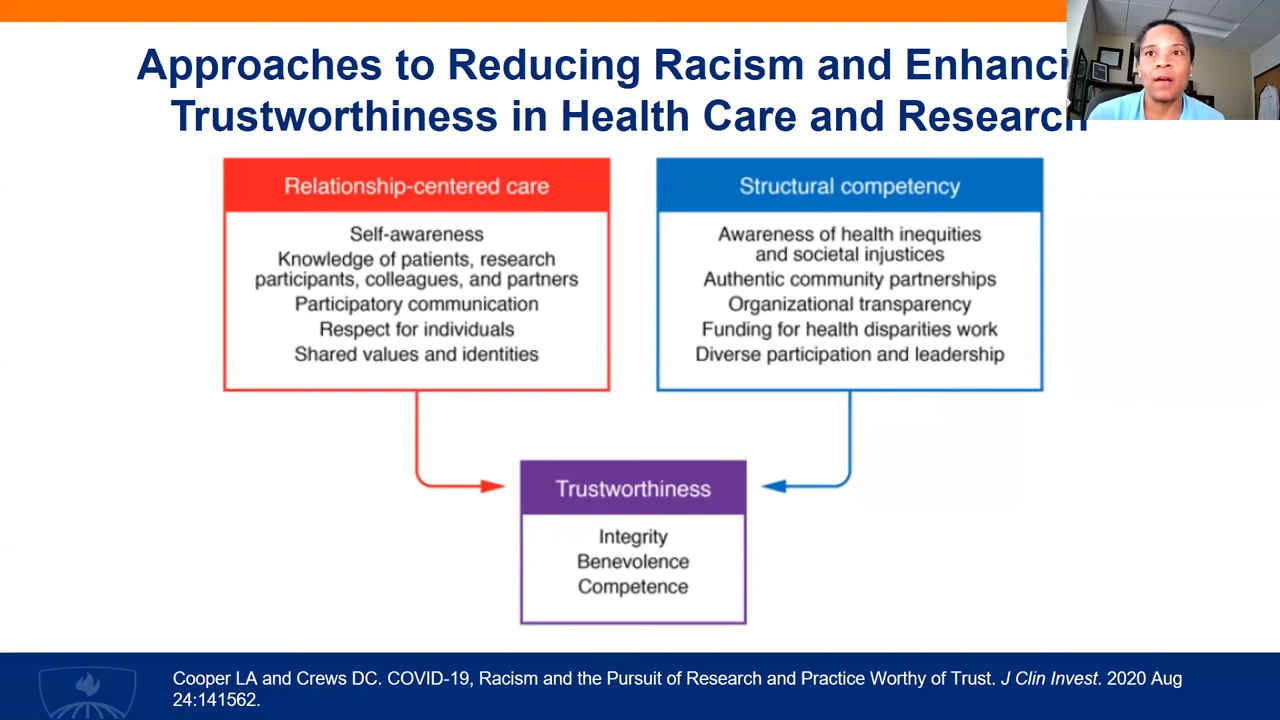 Approaches to Reducing Racism and Enhanci
Trustworthiness in Health Care and Research
Relationship-centered care
Self-awareness
Knowledge of patients, research
participants, colleagues, and partners
Participatory communication
Respect for individuals
Shared values and identities
Structural competency
Awareness of health inequities
and societal injustices
Authentic community partnerships
Organizational transparency
Funding for health disparities work
Diverse participation and leadership
Trustworthiness
Integrity
Benevolence
Competence
Cooper LA and Crews DC. COVID-19, Racism and the Pursuit of Research and Practice Worthy of Trust. J Clin Invest. 2020 Aug
24:141562.